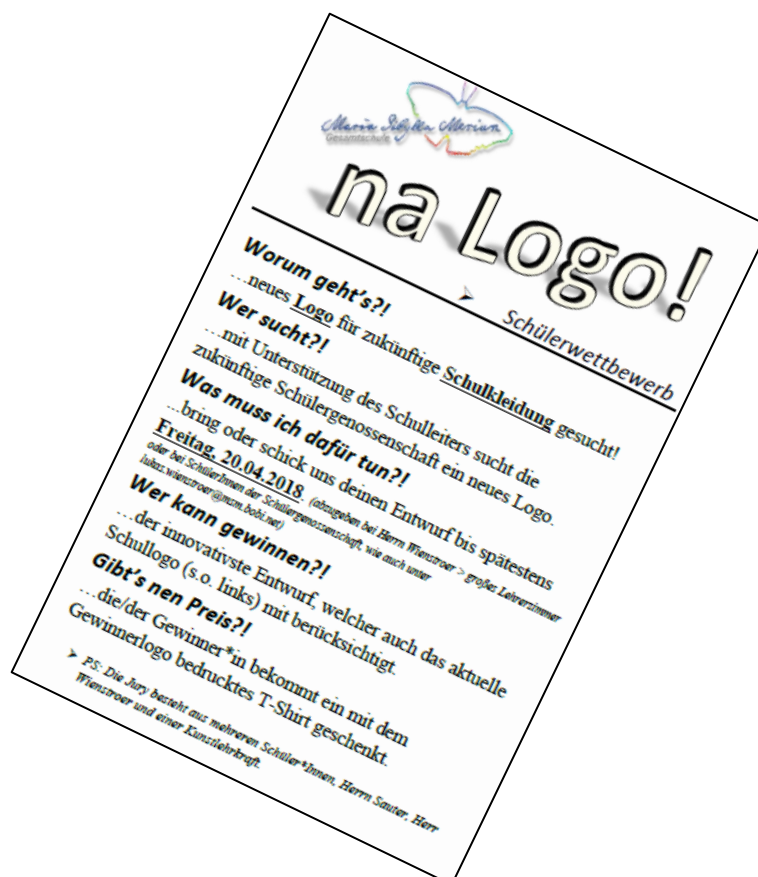 Maria Sibylla Merian
Gesamtschule
na Logo!
➤ Schülerwettbewerb
Worum geht's?!
…neues Logo für zukünftige Schulkleidung gesucht!
Wer sucht?!
…mit Unterstützung des Schulleiters sucht die
zukünftige Schülergenossenschaft ein neues Logo.
Was muss ich dafür tun?!
…bring oder schick uns deinen Entwurf bis spätestens
Freitag, 20.04.2018. (abzugeben bei Herrn Wienstroer > großes Lehrerzimmer
oder bei SchülerInnen der Schülergenossenschaft, wie auch unter
lukas.wienstroer@msm.bobi.net)
Wer kann gewinnen?!
…der innovativste Entwurf, welcher auch das aktuelle
Schullogo (s.o. links) mit berücksichtigt.
Gibt's nen Preis?!
…die/der Gewinner*in bekommt ein mit dem
Gewinnerlogo bedrucktes T-Shirt geschenkt.
➤ PS: Die Jury besteht aus mehreren Schüler*Innen, Herrn Sauter, Herr
Wienstroer und einer Kunstlehrkraft.